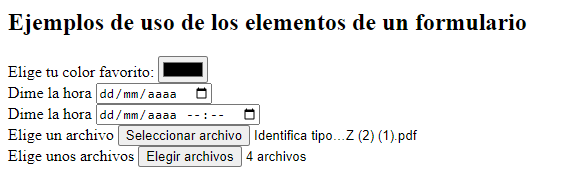 Ejemplos de uso de los elementos de un formulario
Elige tu color favorito:
Dime la hora dd/mm/aaaa
Dime la hora dd/mm/aaaa --:--
Elige un archivo Seleccionar archivo Identifica tipo...Z (2) (1).pdf
Elige unos archivos Elegir archivos 4 archivos